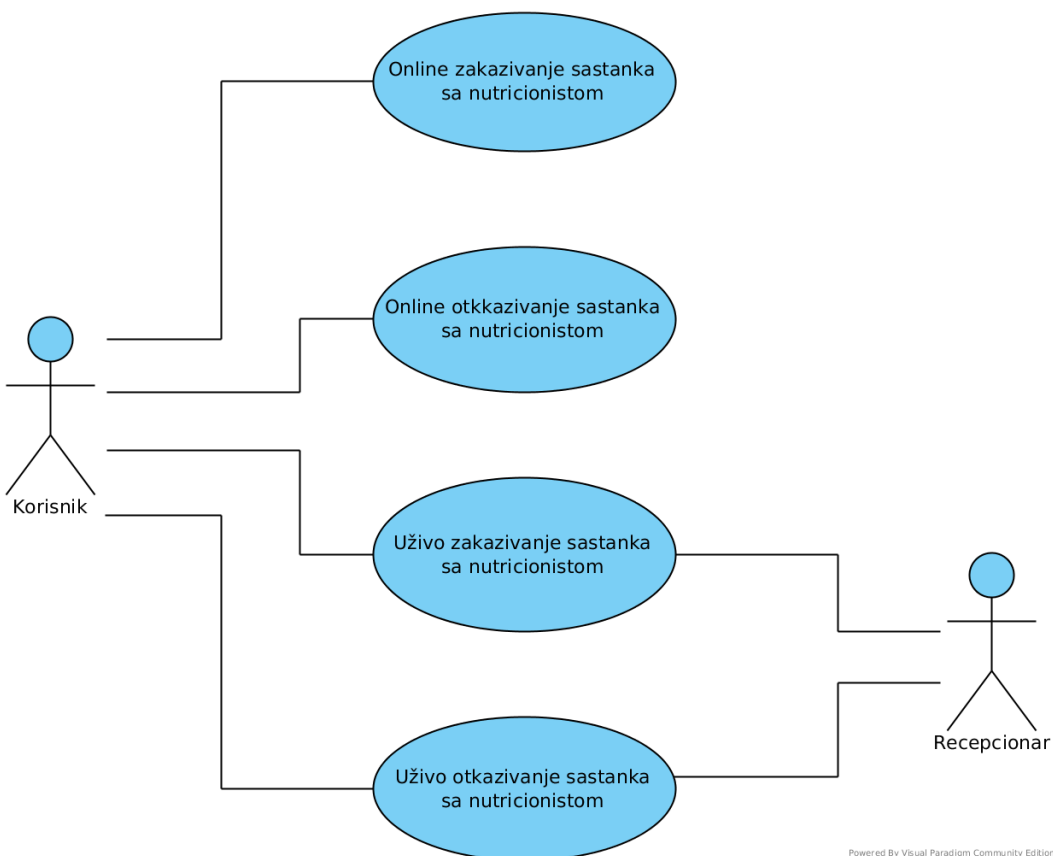 Online zakazivanje sastanka
sa nutricionistom
Online otkkazivanje sastanka
sa nutricionistom
Korisnik
Uživo zakazivanje sastanka
sa nutricionistom
Recepcionar
Uživo otkazivanje sastanka
sa nutricionistom
Powered By Visual Paradigm Community Edition